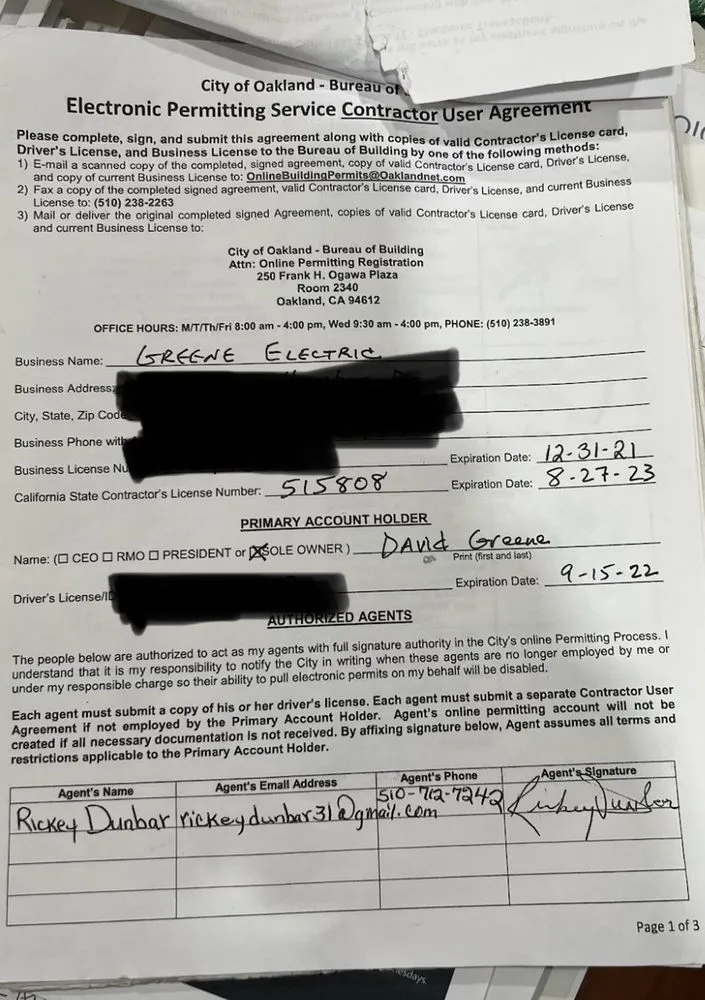 City of Oakland - Bureau of
Electronic Permitting Service Contractor User Agreement
Please complete, sign, and submit this agreement along with copies of valid Contractor's License card,
Driver's License, and Business License to the Bureau of Building by one of the following methods:
1) E-mail a scanned copy of the completed, signed agreement, copy of valid Contractor's License card, Driver's License,
and copy of current Business License to: OnlineBuildingPermits@Oaklandnet.com
2) Fax a copy of the completed signed agreement, valid Contractor's License card, Driver's License, and current Business
License to: (510) 238-2263
3) Mail or deliver the original completed signed Agreement, copies of valid Contractor's License card, Driver's License
and current Business License to:
City of Oakland - Bureau of Building
Attn: Online Permitting Registration
250 Frank H. Ogawa Plaza
Room 2340
Oakland, CA 94612
OFFICE HOURS: M/T/Th/Fri 8:00 am - 4:00 pm, Wed 9:30 am - 4:00 pm, PHONE: (510) 238-3891
Business Name: GREENE ELECTRIC
Business Address:
City, State, Zip Code
Business Phone with
Business License Nu Expiration Date: 12-31-21
California State Contractor's License Number: 515808 Expiration Date: 8-27-23
PRIMARY ACCOUNT HOLDER
Name: (☐ CEO ☐ RMO ☐ PRESIDENT or ☒ SOLE OWNER ) DAvid Greene
Print (first and last)
Driver's License/ID Expiration Date: 9-15-22
AUTHORIZED AGENTS
The people below are authorized to act as my agents with full signature authority in the City's online Permitting Process. I
understand that it is my responsibility to notify the City in writing when these agents are no longer employed by me or
under my responsible charge so their ability to pull electronic permits on my behalf will be disabled.
Each agent must submit a copy of his or her driver's license. Each agent must submit a separate Contractor User
Agreement if not employed by the Primary Account Holder. Agent's online permitting account will not be
created if all necessary documentation is not received. By affixing signature below, Agent assumes all terms and
restrictions applicable to the Primary Account Holder.
Agent's Name Agent's Email Address Agent's Phone Agent's Signature
Rickey Dunbar rickeydunbar31@gmail.com 510-712-7242 Rickey Dunbar
Page 1 of 3